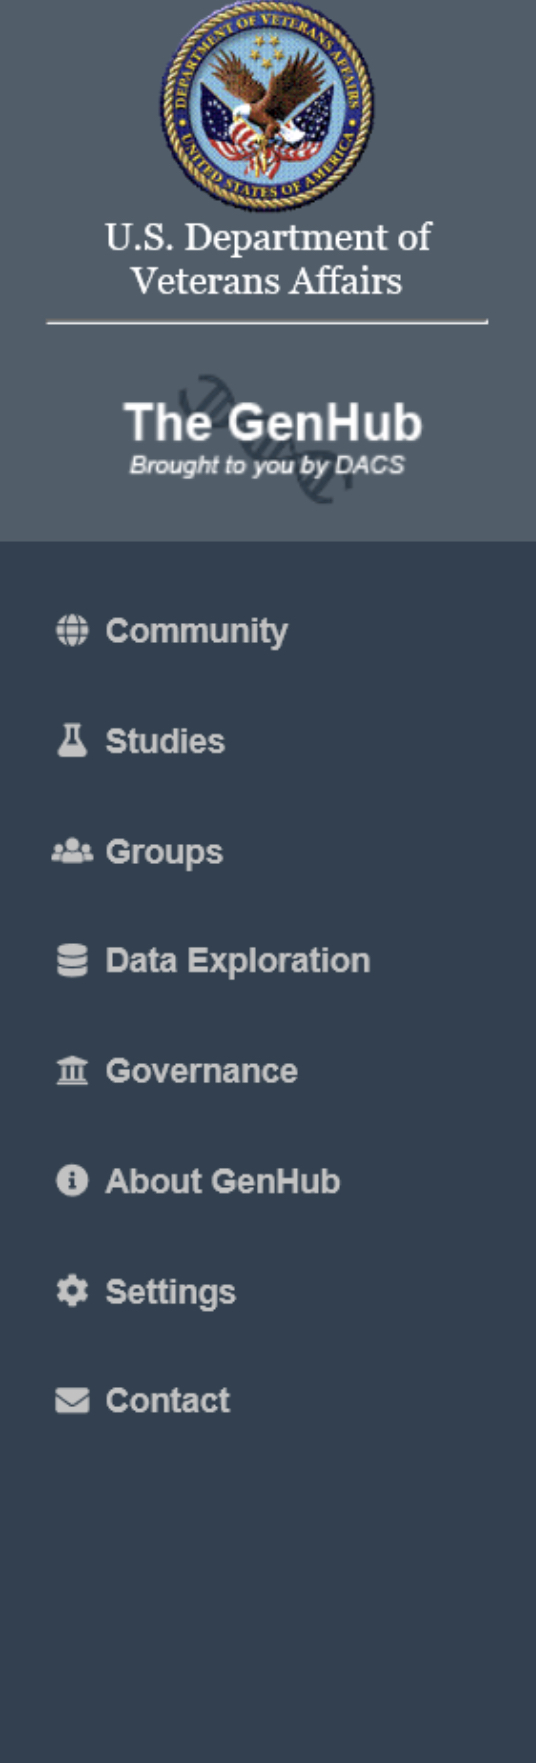 DEPARTMENT OF VETERANS AFFAIRS
UNITED STATES OF AMERICA
U.S. Department of
Veterans Affairs
The GenHub
Brought to you by DACS
Community
Studies
Groups
Data Exploration
Governance
About GenHub
Settings
Contact